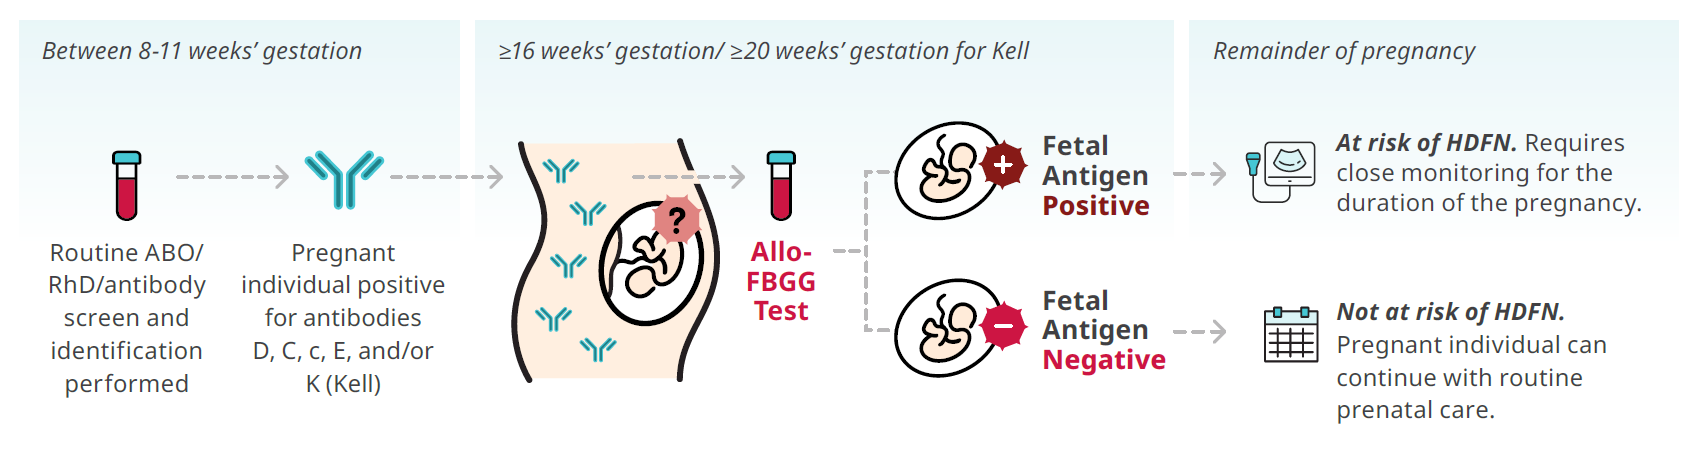 Between 8-11 weeks’ gestation
Routine ABO/
RhD/antibody
screen and
identification
performed
Pregnant
individual positive
for antibodies
D, C, c, E, and/or
K (Kell)
≥16 weeks’ gestation/ ≥20 weeks’ gestation for Kell
?
Allo-
FBGG
Test
+
Fetal
Antigen
Positive
−
Fetal
Antigen
Negative
Remainder of pregnancy
At risk of HDFN. Requires
close monitoring for the
duration of the pregnancy.
Not at risk of HDFN.
Pregnant individual can
continue with routine
prenatal care.